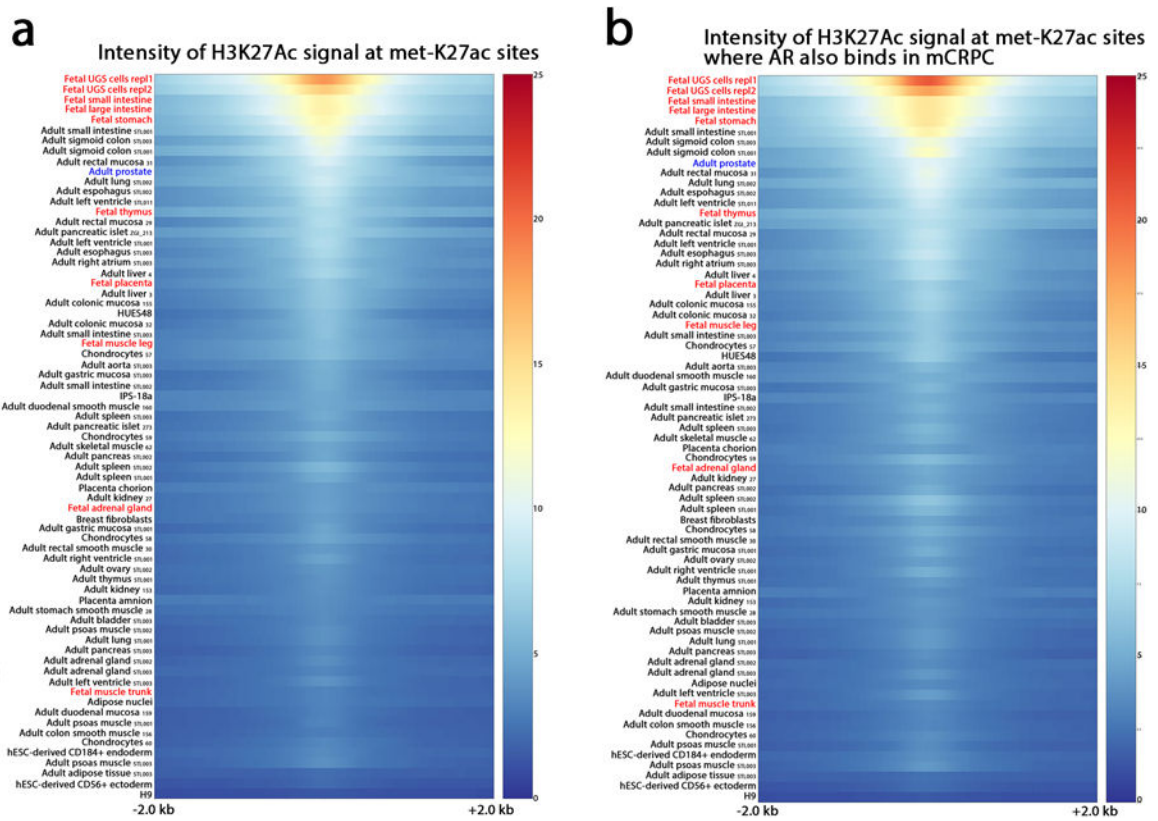 a
Intensity of H3K27Ac signal at met-K27ac sites
Fetal UGS cells repl1
Fetal UGS cells repl2
Fetal small intestine
Fetal large intestine
Fetal stomach
Adult small intestine STL001
Adult sigmoid colon STL003
Adult sigmoid colon STL001
Adult rectal mucosa 31
Adult prostate
Adult lung STL002
Adult espophagus STL002
Adult left ventricle STL011
Fetal thymus
Adult rectal mucosa 29
Adult pancreatic islet ZGI_213
Adult left ventricle STL001
Adult esophagus STL003
Adult right atrium STL003
Adult liver 4
Fetal placenta
Adult liver 3
Adult colonic mucosa 155
HUES48
Adult colonic mucosa 32
Adult small intestine STL003
Fetal muscle leg
Chondrocytes 57
Adult aorta STL003
Adult gastric mucosa STL003
Adult small intestine STL002
IPS-18a
Adult duodenal smooth muscle 160
Adult spleen STL003
Adult pancreatic islet 273
Chondrocytes 59
Adult skeletal muscle 62
Adult pancreas STL002
Adult spleen STL002
Adult spleen STL001
Placenta chorion
Adult kidney 27
Fetal adrenal gland
Breast fibroblasts
Adult gastric mucosa STL001
Chondrocytes 58
Adult rectal smooth muscle 30
Adult right ventricle STL001
Adult ovary STL002
Adult thymus STL001
Adult kidney 153
Placenta amnion
Adult stomach smooth muscle 28
Adult bladder STL003
Adult psoas muscle STL002
Adult lung STL001
Adult pancreas STL003
Adult adrenal gland STL002
Adult adrenal gland STL003
Adult left ventricle STL003
Fetal muscle trunk
Adipose nuclei
Adult duodenal mucosa 159
Adult psoas muscle STL001
Adult colon smooth muscle 156
Chondrocytes 60
hESC-derived CD184+ endoderm
Adult psoas muscle STL003
Adult adipose tissue STL003
hESC-derived CD56+ ectoderm
H9
-2.0 kb
+2.0 kb
25
20
15
10
5
0
b
Intensity of H3K27Ac signal at met-K27ac sites
where AR also binds in mCRPC
Fetal UGS cells repl1
Fetal UGS cells repl2
Fetal small intestine
Fetal large intestine
Fetal stomach
Adult small intestine STL001
Adult sigmoid colon STL003
Adult sigmoid colon STL001
Adult prostate
Adult rectal mucosa 31
Adult lung STL002
Adult espophagus STL002
Adult left ventricle STL011
Fetal thymus
Adult pancreatic islet ZGI_213
Adult rectal mucosa 29
Adult left ventricle STL001
Adult esophagus STL003
Adult right atrium STL003
Adult liver 4
Fetal placenta
Adult liver 3
Adult colonic mucosa 155
Adult colonic mucosa 32
Fetal muscle leg
Adult small intestine STL003
Chondrocytes 57
HUES48
Adult aorta STL003
Adult duodenal smooth muscle 160
Adult gastric mucosa STL003
IPS-18a
Adult small intestine STL002
Adult pancreatic islet 273
Adult spleen STL003
Adult skeletal muscle 62
Placenta chorion
Chondrocytes 59
Fetal adrenal gland
Adult kidney 27
Adult pancreas STL002
Adult spleen STL002
Adult spleen STL001
Breast fibroblasts
Chondrocytes 58
Adult rectal smooth muscle 30
Adult gastric mucosa STL001
Adult ovary STL002
Adult right ventricle STL001
Adult thymus STL001
Placenta amnion
Adult kidney 153
Adult stomach smooth muscle 28
Adult bladder STL003
Adult psoas muscle STL002
Adult lung STL001
Adult pancreas STL003
Adult adrenal gland STL002
Adult adrenal gland STL003
Adipose nuclei
Adult left ventricle STL003
Fetal muscle trunk
Adult duodenal mucosa 159
Adult colon smooth muscle 156
Chondrocytes 60
Adult psoas muscle STL001
hESC-derived CD184+ endoderm
Adult psoas muscle STL003
Adult adipose tissue STL003
hESC-derived CD56+ ectoderm
H9
-2.0 kb
+2.0 kb
25
20
15
10
5
0